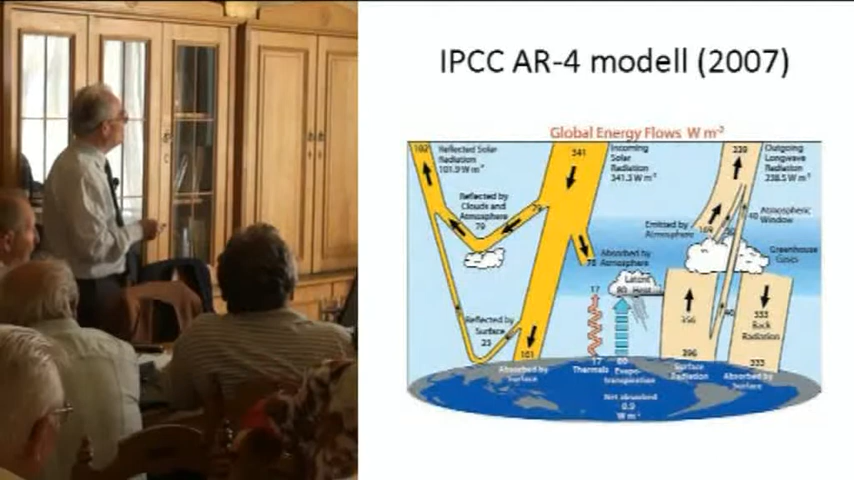 IPCC AR-4 modell (2007)
Global Energy Flows W m⁻²
102
Reflected Solar
Radiation
101.9 W m⁻²
341
Incoming
Solar
Radiation
341.3 W m⁻²
239
Outgoing
Longwave
Radiation
238.5 W m⁻²
Reflected by
Clouds and
Atmosphere
79
79
Emitted by
Atmosphere
169
30
40
Atmospheric
Window
Greenhouse
Gases
Absorbed by
Atmosphere
78
Latent
80 Heat
17
356
40
333
Back
Radiation
Reflected by
Surface
23
161
Absorbed by
Surface
17
Thermals
80
Evapo-
transpiration
396
Surface
Radiation
333
Absorbed by
Surface
Net absorbed
0.9
W m⁻²